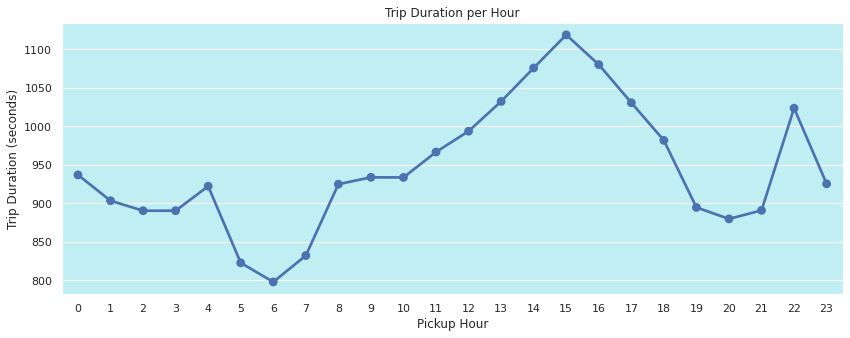 Trip Duration per Hour
Trip Duration (seconds)
1100
1050
1000
950
900
850
800
0 1 2 3 4 5 6 7 8 9 10 11 12 13 14 15 16 17 18 19 20 21 22 23
Pickup Hour